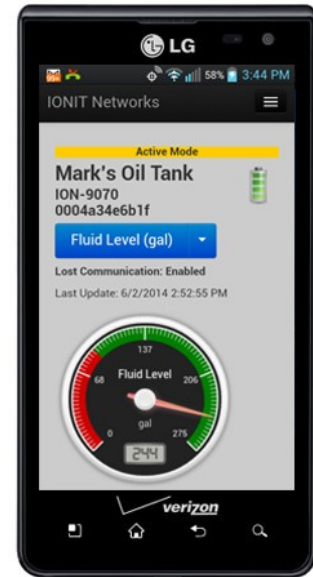 LG
99+
58%
3:44 PM
IONIT Networks
Active Mode
Mark's Oil Tank
ION-9070
0004a34e6b1f
Fluid Level (gal)
Lost Communication: Enabled
Last Update: 6/2/2014 2:52:55 PM
137
68
Fluid Level
206
gal
0
275
244
verizon